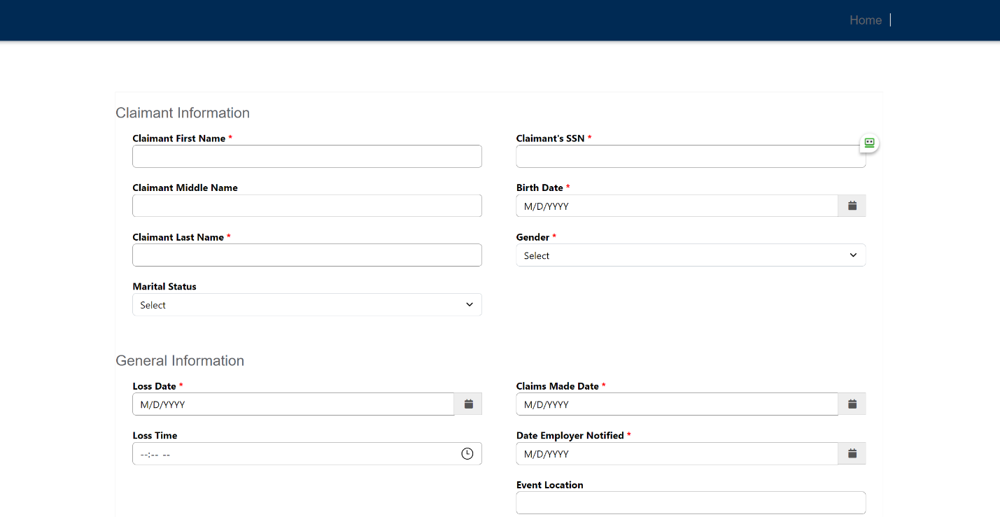 Home |
Claimant Information
Claimant First Name *
Claimant's SSN *
Claimant Middle Name
Birth Date *
M/D/YYYY
Claimant Last Name *
Gender *
Select
Marital Status
Select
General Information
Loss Date *
M/D/YYYY
Claims Made Date *
M/D/YYYY
Loss Time
--:-- --
Date Employer Notified *
M/D/YYYY
Event Location